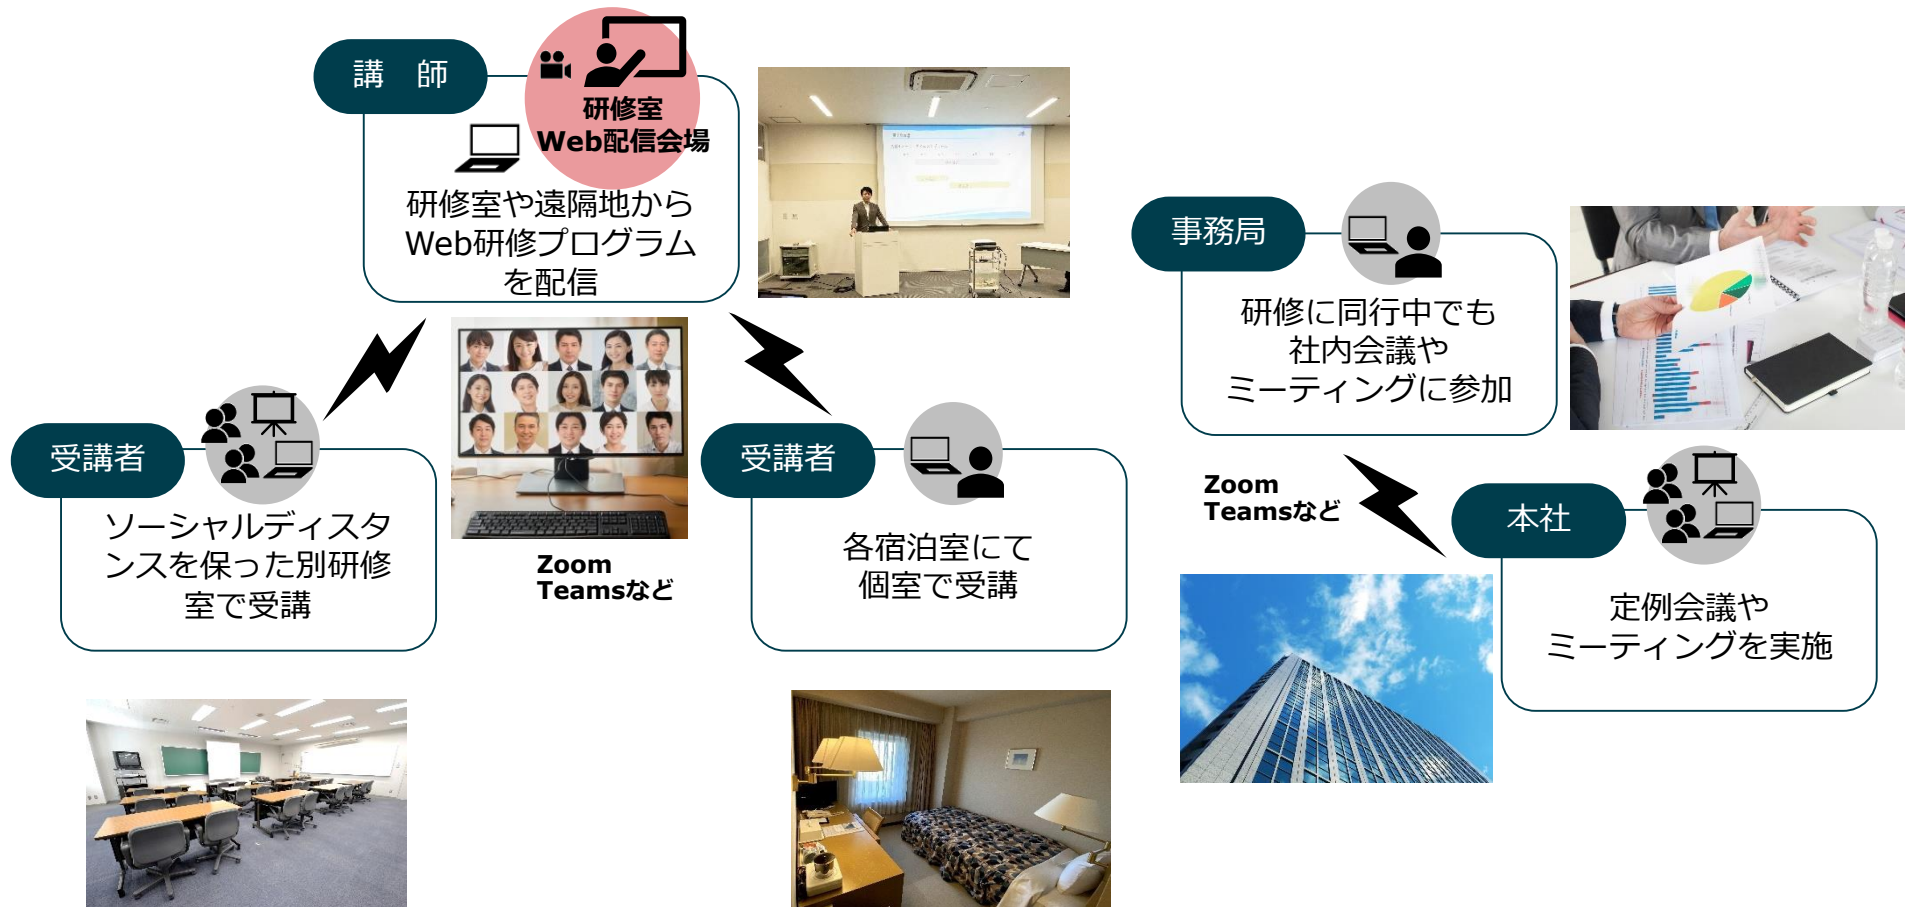 講　師
研修室
Web配信会場
研修室や遠隔地から
Web研修プログラム
を配信
受講者
ソーシャルディスタ
ンスを保った別研修
室で受講
Zoom
Teamsなど
受講者
各宿泊室にて
個室で受講
事務局
研修に同行中でも
社内会議や
ミーティングに参加
Zoom
Teamsなど
本社
定例会議や
ミーティングを実施